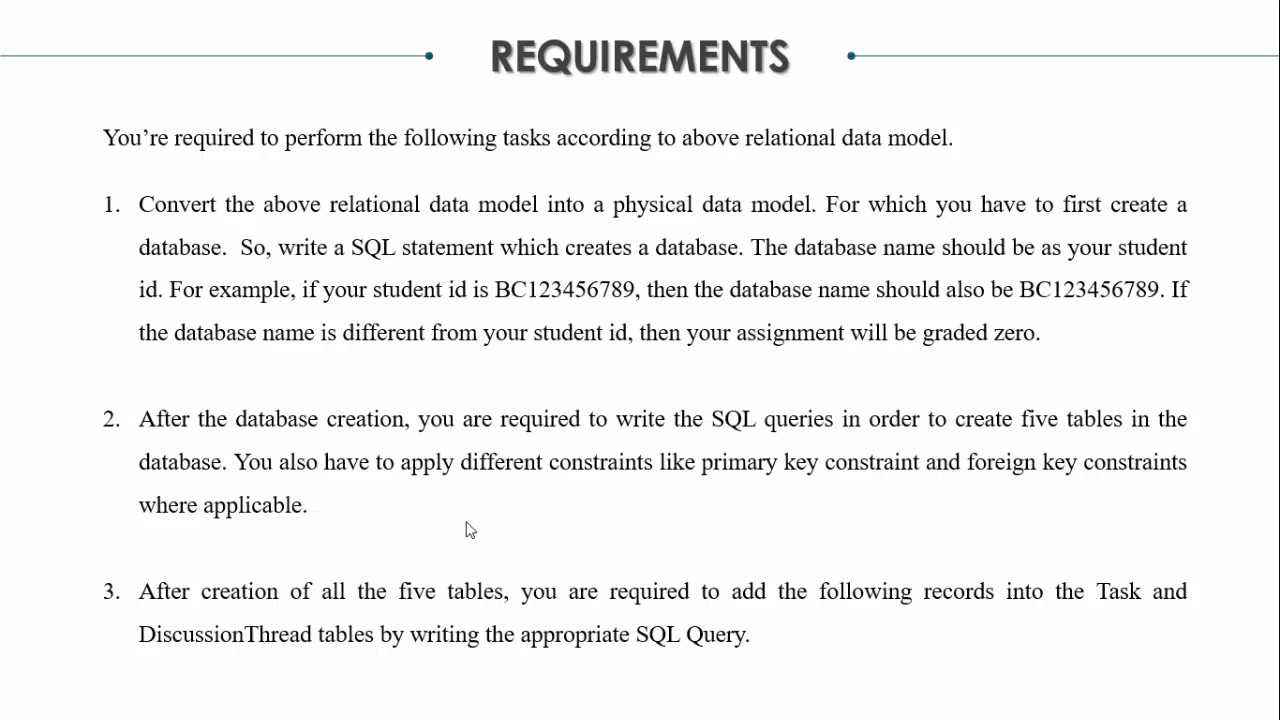 REQUIREMENTS
You’re required to perform the following tasks according to above relational data model.
1. Convert the above relational data model into a physical data model. For which you have to first create a
database. So, write a SQL statement which creates a database. The database name should be as your student
id. For example, if your student id is BC123456789, then the database name should also be BC123456789. If
the database name is different from your student id, then your assignment will be graded zero.
2. After the database creation, you are required to write the SQL queries in order to create five tables in the
database. You also have to apply different constraints like primary key constraint and foreign key constraints
where applicable.
3. After creation of all the five tables, you are required to add the following records into the Task and
DiscussionThread tables by writing the appropriate SQL Query.